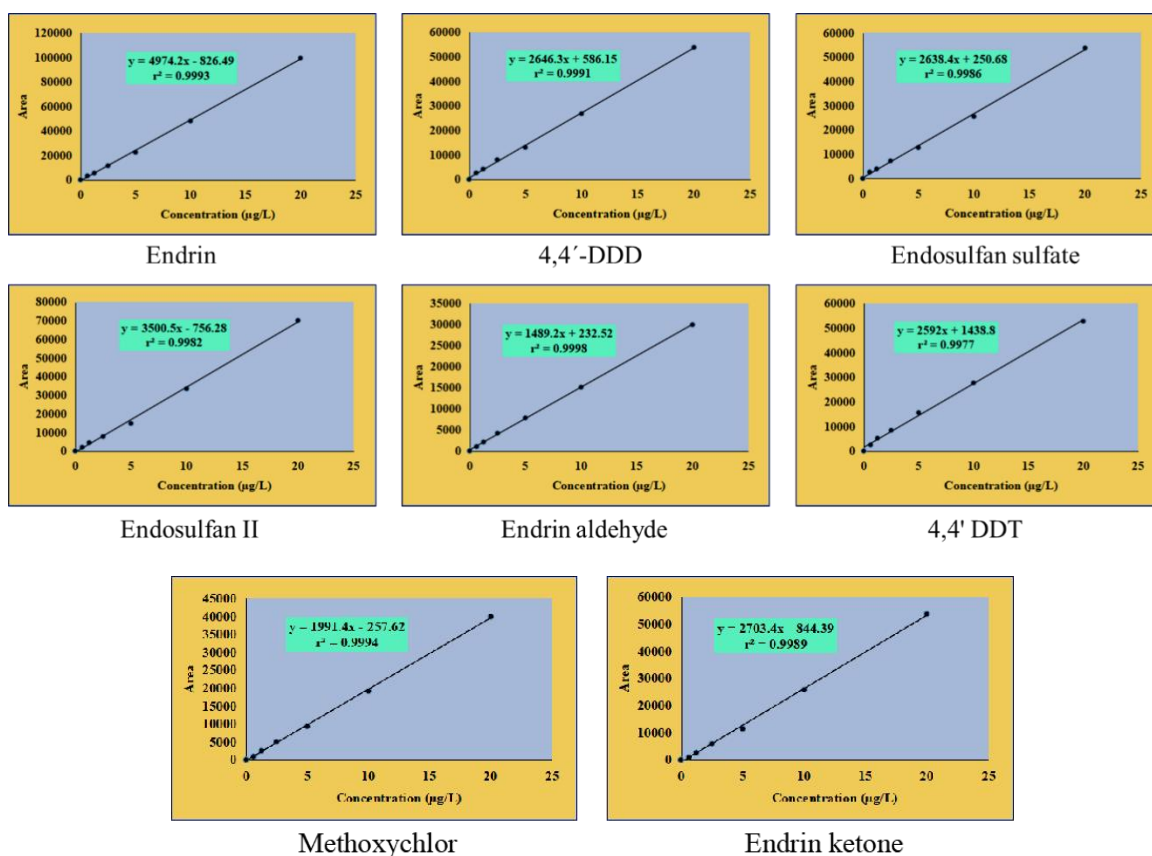 120000
100000
80000
60000
40000
20000
0
Area
y = 4974.2x - 826.49
r² = 0.9993
0 5 10 15 20 25
Concentration (µg/L)
Endrin
60000
50000
40000
30000
20000
10000
0
Area
y = 2646.3x + 586.15
r² = 0.9991
0 5 10 15 20 25
Concentration (µg/L)
4,4´-DDD
60000
50000
40000
30000
20000
10000
0
Area
y = 2638.4x + 250.68
r² = 0.9986
0 5 10 15 20 25
Concentration (µg/L)
Endosulfan sulfate
80000
70000
60000
50000
40000
30000
20000
10000
0
Area
y = 3500.5x - 756.28
r² = 0.9982
0 5 10 15 20 25
Concentration (µg/L)
Endosulfan II
35000
30000
25000
20000
15000
10000
5000
0
Area
y = 1489.2x + 232.52
r² = 0.9998
0 5 10 15 20 25
Concentration (µg/L)
Endrin aldehyde
60000
50000
40000
30000
20000
10000
0
Area
y = 2592x + 1438.8
r² = 0.9977
0 5 10 15 20 25
Concentration (µg/L)
4,4' DDT
45000
40000
35000
30000
25000
20000
15000
10000
5000
0
Area
y = 1991.4x - 257.62
r² = 0.9994
0 5 10 15 20 25
Concentration (µg/L)
Methoxychlor
60000
50000
40000
30000
20000
10000
0
Area
y = 2703.4x 844.39
r² = 0.9989
0 5 10 15 20 25
Concentration (µg/L)
Endrin ketone